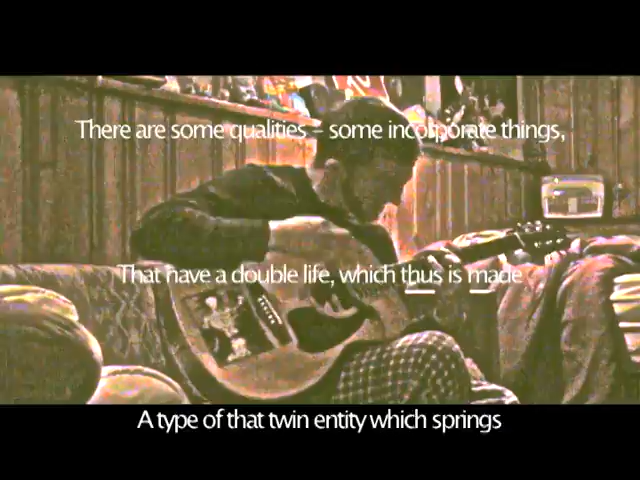 There are some qualities – some incorporate things,
That have a double life, which thus is made
A type of that twin entity which springs